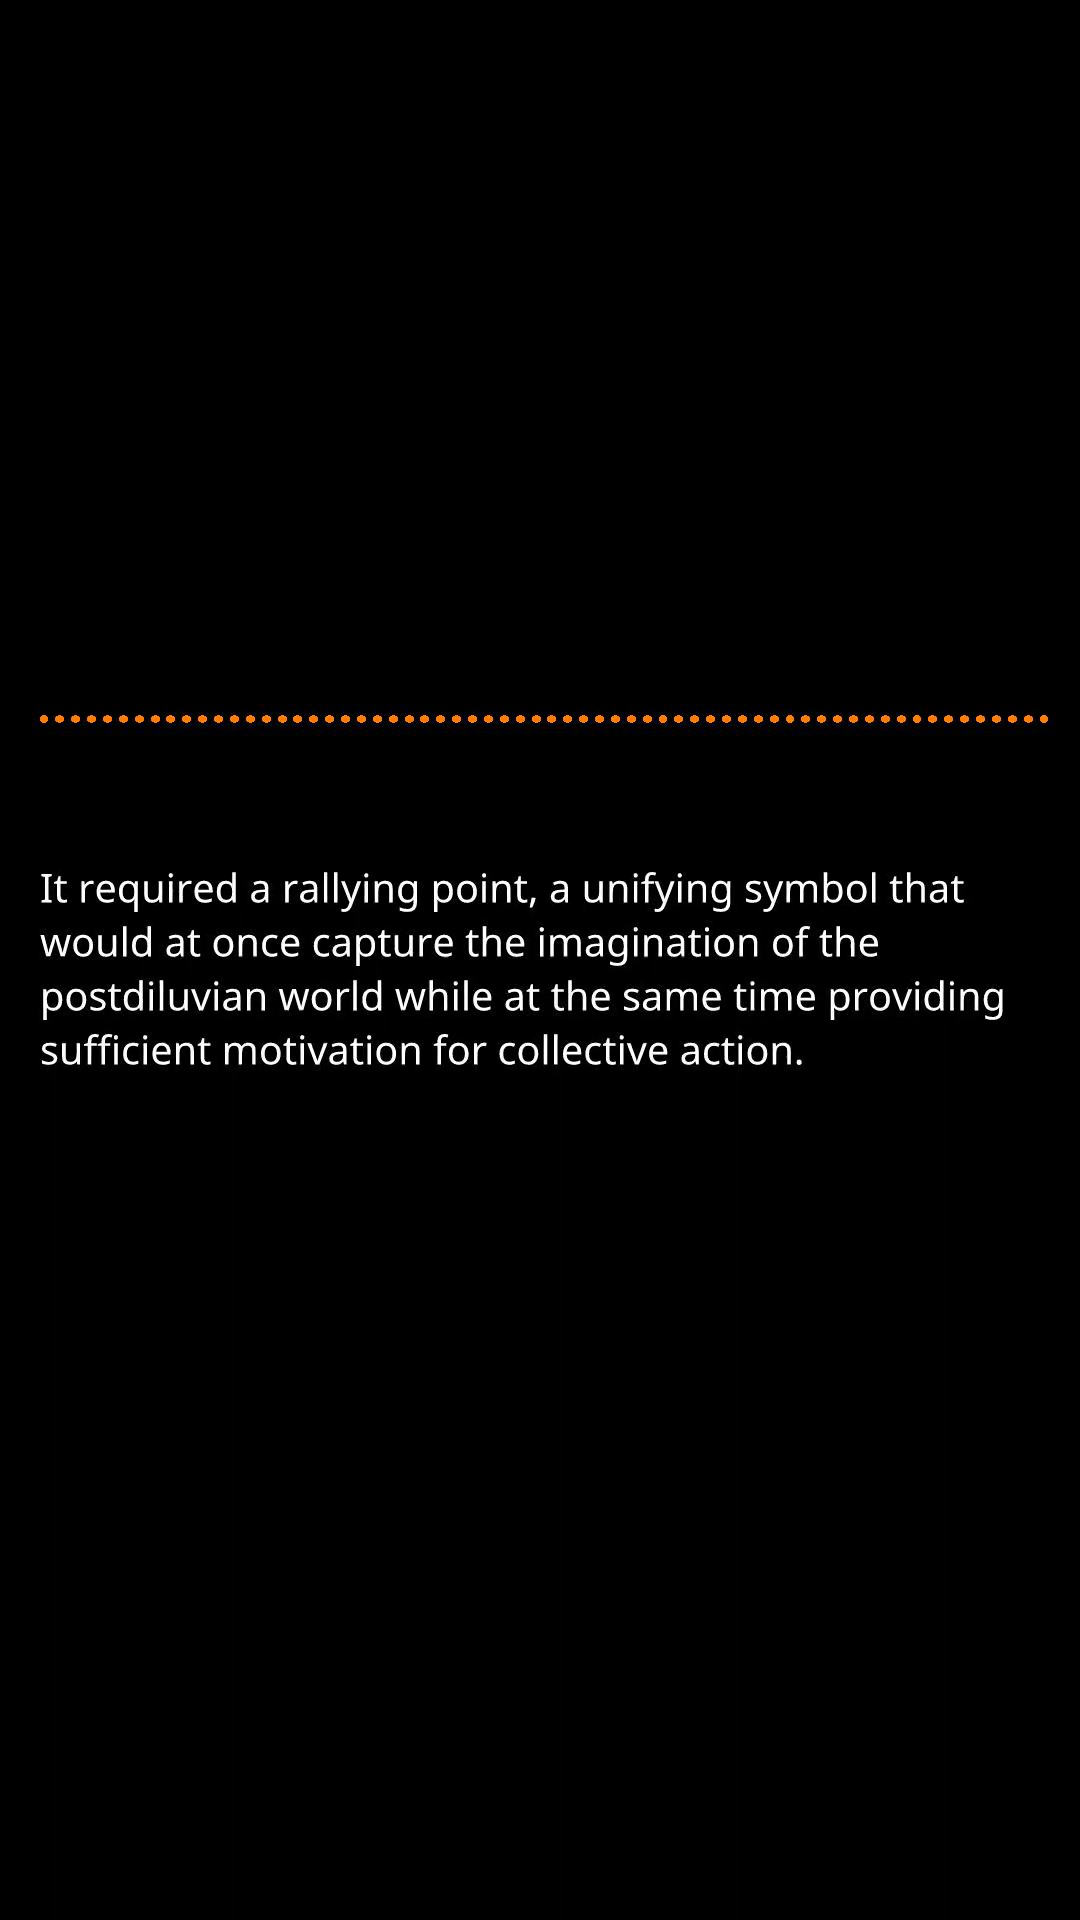 It required a rallying point, a unifying symbol that
would at once capture the imagination of the
postdiluvian world while at the same time providing
sufficient motivation for collective action.